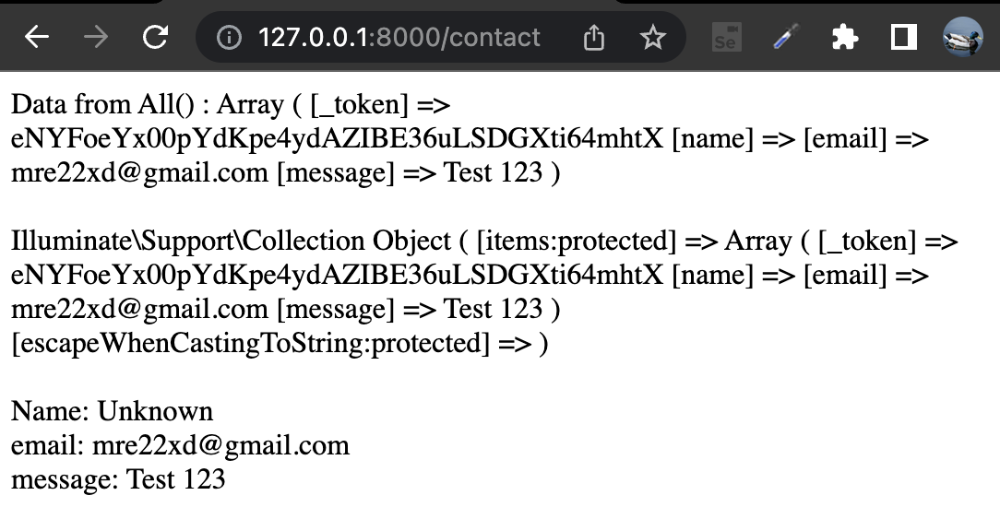 127.0.0.1:8000/contact
Se
Data from All() : Array ( [_token] =>
eNYFoeYx00pYdKpe4ydAZIBE36uLSDGXti64mhtX [name] => [email] =>
mre22xd@gmail.com [message] => Test 123 )
Illuminate\Support\Collection Object ( [items:protected] => Array ( [_token] =>
eNYFoeYx00pYdKpe4ydAZIBE36uLSDGXti64mhtX [name] => [email] =>
mre22xd@gmail.com [message] => Test 123 )
[escapeWhenCastingToString:protected] => )
Name: Unknown
email: mre22xd@gmail.com
message: Test 123